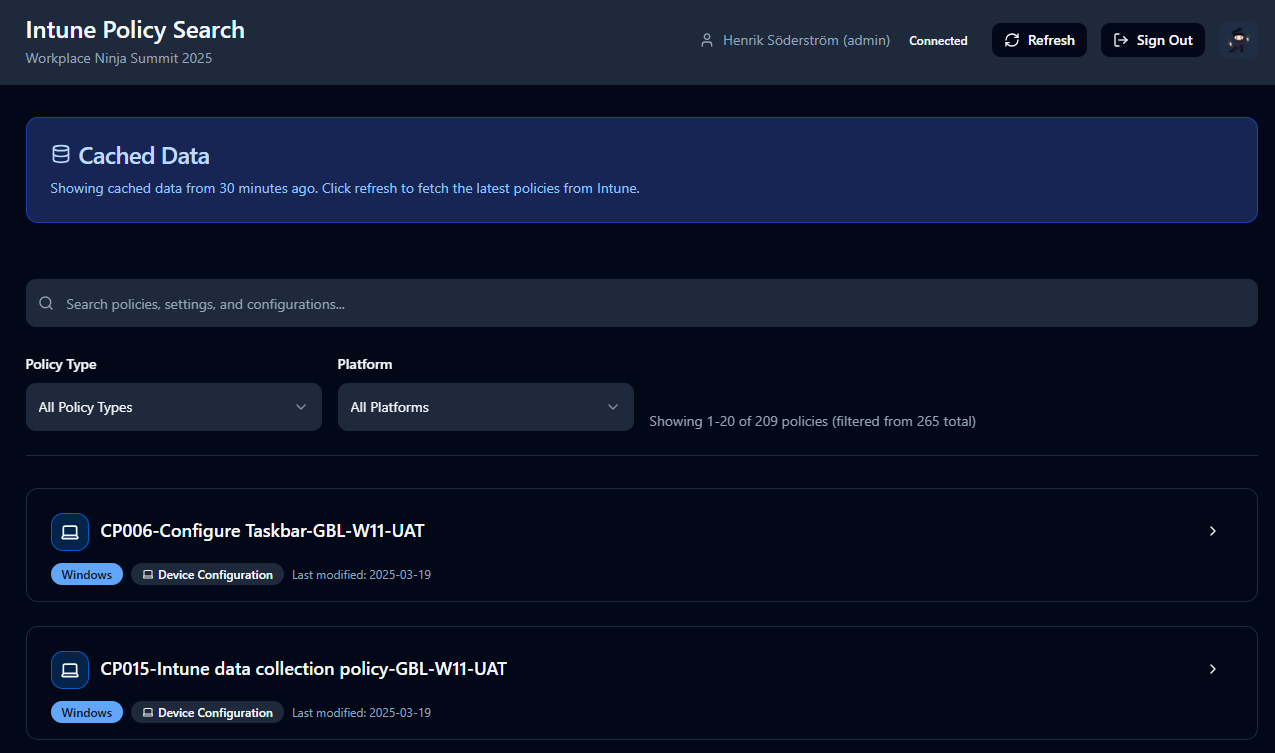 Intune Policy Search
Workplace Ninja Summit 2025
Henrik Söderström (admin)
Connected
Refresh
Sign Out
Cached Data
Showing cached data from 30 minutes ago. Click refresh to fetch the latest policies from Intune.
Search policies, settings, and configurations...
Policy Type
Platform
All Policy Types
All Platforms
Showing 1-20 of 209 policies (filtered from 265 total)
CP006-Configure Taskbar-GBL-W11-UAT
Windows
Device Configuration
Last modified: 2025-03-19
CP015-Intune data collection policy-GBL-W11-UAT
Windows
Device Configuration
Last modified: 2025-03-19